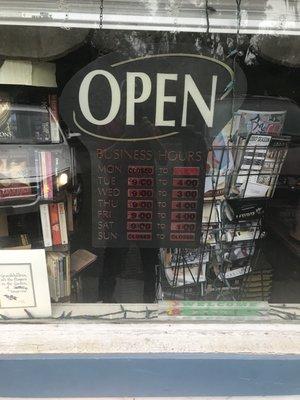 OPEN
BUSINESS HOURS
MON CLOSED TO
TUE 9:00 TO 4:00
WED 9:00 TO 4:00
THU 9:00 TO 4:00
FRI 9:00 TO 4:00
SAT 9:00 TO 4:00
SUN CLOSED TO CLOSED